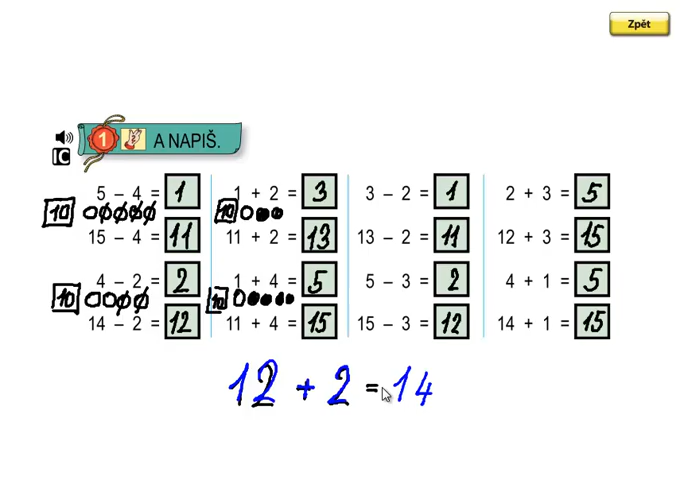 Zpět
1 A NAPIŠ.
5 – 4 = 1
1 + 2 = 3
3 – 2 = 1
2 + 3 = 5
10
10
15 – 4 = 11
11 + 2 = 13
13 – 2 = 11
12 + 3 = 15
4 – 2 = 2
1 + 4 = 5
5 – 3 = 2
4 + 1 = 5
10
10
14 – 2 = 12
11 + 4 = 15
15 – 3 = 12
14 + 1 = 15
12 + 2 = 14